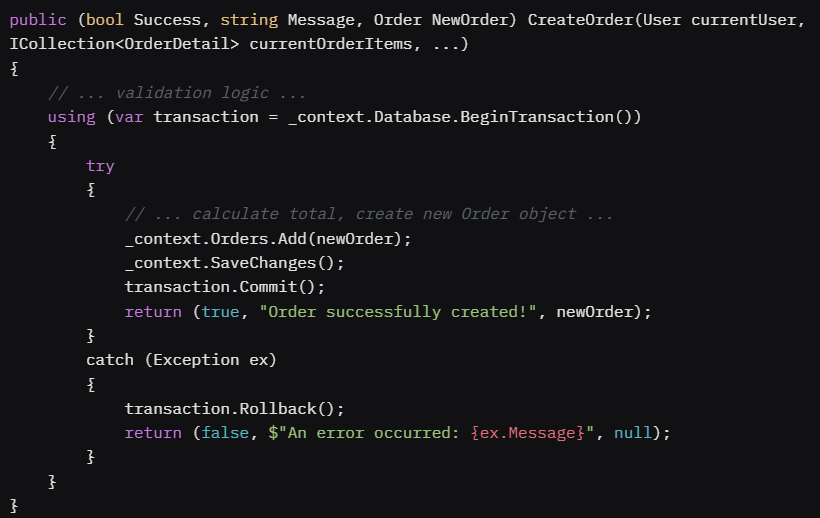 public (bool Success, string Message, Order NewOrder) CreateOrder(User currentUser,
ICollection<OrderDetail> currentOrderItems, ...)
{
    // ... validation logic ...
    using (var transaction = _context.Database.BeginTransaction())
    {
        try
        {
            // ... calculate total, create new Order object ...
            _context.Orders.Add(newOrder);
            _context.SaveChanges();
            transaction.Commit();
            return (true, "Order successfully created!", newOrder);
        }
        catch (Exception ex)
        {
            transaction.Rollback();
            return (false, $"An error occurred: {ex.Message}", null);
        }
    }
}